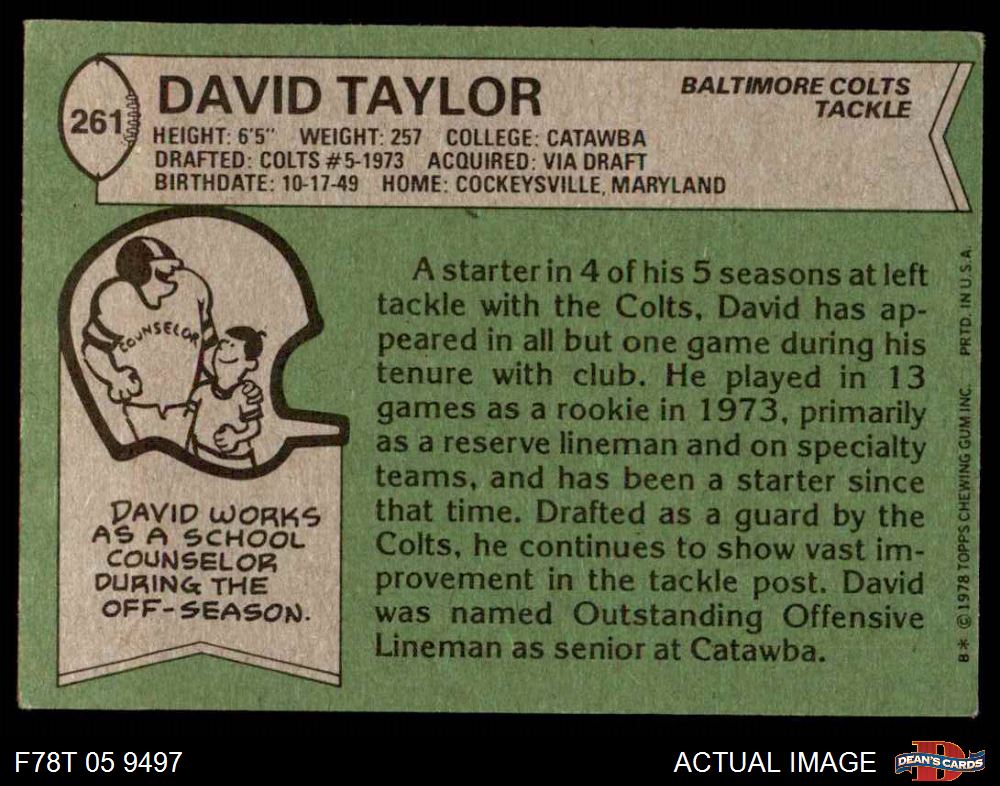 261
DAVID TAYLOR
BALTIMORE COLTS
TACKLE
HEIGHT: 6'5" WEIGHT: 257 COLLEGE: CATAWBA
DRAFTED: COLTS #5-1973 ACQUIRED: VIA DRAFT
BIRTHDATE: 10-17-49 HOME: COCKEYSVILLE, MARYLAND
COUNSELOR
DAVID WORKS
AS A SCHOOL
COUNSELOR
DURING THE
OFF-SEASON.
A starter in 4 of his 5 seasons at left
tackle with the Colts, David has ap-
peared in all but one game during his
tenure with club. He played in 13
games as a rookie in 1973, primarily
as a reserve lineman and on specialty
teams, and has been a starter since
that time. Drafted as a guard by the
Colts, he continues to show vast im-
provement in the tackle post. David
was named Outstanding Offensive
Lineman as senior at Catawba.
B* © 1978 TOPPS CHEWING GUM INC. PRTD. IN U.S.A.
F78T 05 9497
ACTUAL IMAGE
D
DEAN'S CARDS